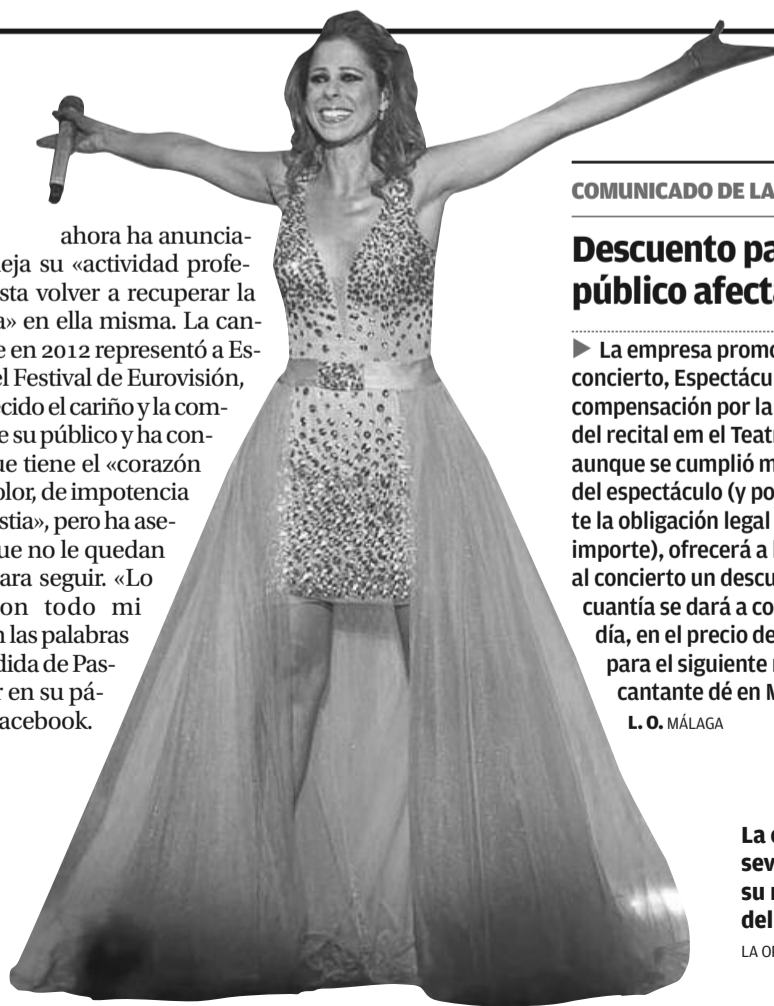 ahora ha anuncia-
eja su «actividad profe-
sta volver a recuperar la
a» en ella misma. La can-
e en 2012 representó a Es-
el Festival de Eurovisión,
ecido el cariño y la com-
e su público y ha con-
ue tiene el «corazón
olor, de impotencia
stia», pero ha ase-
ue no le quedan
ara seguir. «Lo
on todo mi
n las palabras
dida de Pas-
r en su pá-
acebook.
COMUNICADO DE LA
Descuento pa
público afecta
▶ La empresa promo
concierto, Espectácu
compensación por la
del recital em el Teatr
aunque se cumplió m
del espectáculo (y po
te la obligación legal
importe), ofrecerá a l
al concierto un descu
cuantía se dará a co
día, en el precio de
para el siguiente r
cantante dé en M
L. O. MÁLAGA
La c
sev
su r
del
LA OP